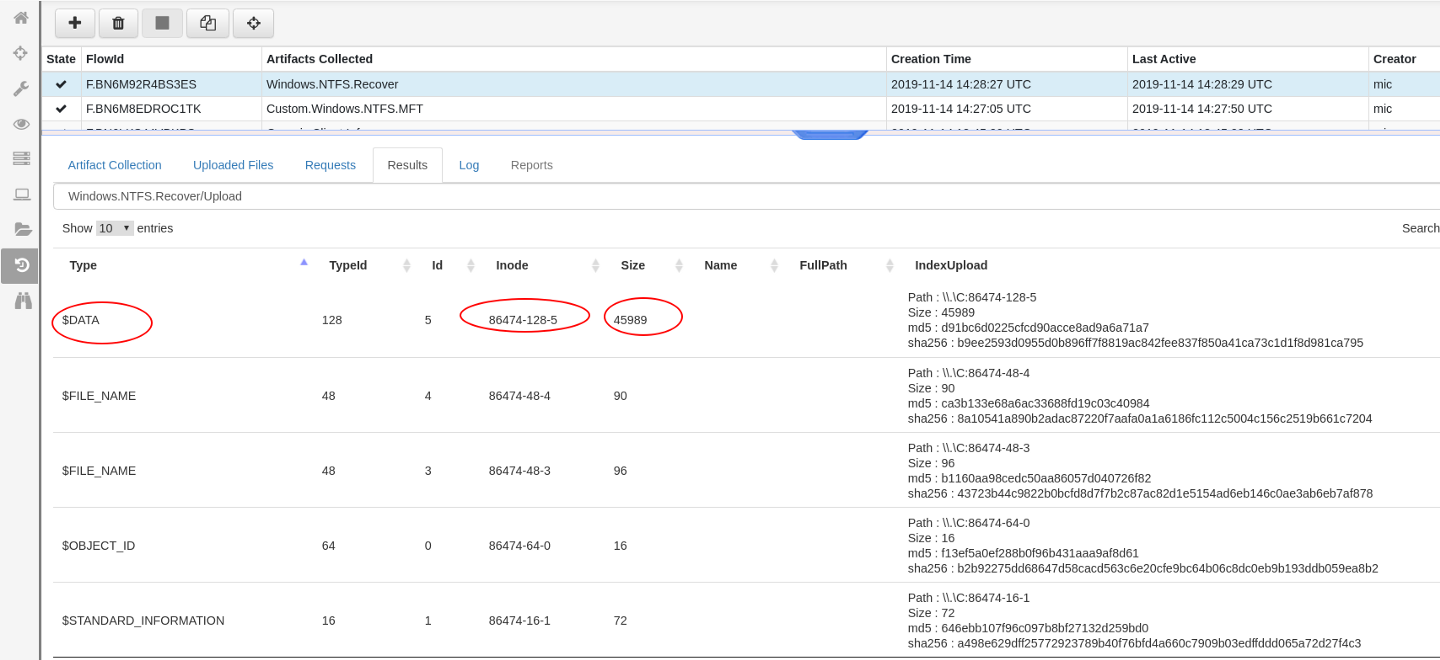 State FlowId Artifacts Collected Creation Time Last Active Creator
F.BN6M92R4BS3ES Windows.NTFS.Recover 2019-11-14 14:28:27 UTC 2019-11-14 14:28:29 UTC mic
F.BN6M8EDROC1TK Custom.Windows.NTFS.MFT 2019-11-14 14:27:05 UTC 2019-11-14 14:27:50 UTC mic
Artifact Collection Uploaded Files Requests Results Log Reports
Windows.NTFS.Recover/Upload
Show 10 entries Search
Type TypeId Id Inode Size Name FullPath IndexUpload
Path : \\.\C:86474-128-5
$DATA 128 5 86474-128-5 45989
Size : 45989
md5 : d91bc6d0225cfcd90acce8ad9a6a71a7
sha256 : b9ee2593d0955d0b896ff7f8819ac842fee837f850a41ca73c1d1f8d981ca795
Path : \\.\C:86474-48-4
$FILE_NAME 48 4 86474-48-4 90
Size : 90
md5 : ca3b133e68a6ac33688fd19c03c40984
sha256 : 8a10541a890b2adac87220f7aafa0a1a6186fc112c5004c156c2519b661c7204
Path : \\.\C:86474-48-3
$FILE_NAME 48 3 86474-48-3 96
Size : 96
md5 : b1160aa98cedc50aa86057d040726f82
sha256 : 43723b44c9822b0bcfd8d7f7b2c87ac82d1e5154ad6eb146c0ae3ab6eb7af878
Path : \\.\C:86474-64-0
$OBJECT_ID 64 0 86474-64-0 16
Size : 16
md5 : f13ef5a0ef288b0f96b431aaa9af8d61
sha256 : b2b92275dd68647d58cacd563c6e20cfe9bc64b06c8dc0eb9b193ddb059ea8b2
Path : \\.\C:86474-16-1
$STANDARD_INFORMATION 16 1 86474-16-1 72
Size : 72
md5 : 646ebb107f96c097b8bf27132d259bd0
sha256 : a498e629dff25772923789b40f76bfd4a660c7909b03edffddd065a72d27f4c3